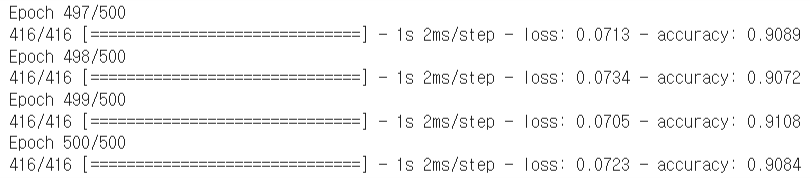 Epoch 497/500
416/416 [==============================] - 1s 2ms/step - loss: 0.0713 - accuracy: 0.9089
Epoch 498/500
416/416 [==============================] - 1s 2ms/step - loss: 0.0734 - accuracy: 0.9072
Epoch 499/500
416/416 [==============================] - 1s 2ms/step - loss: 0.0705 - accuracy: 0.9108
Epoch 500/500
416/416 [==============================] - 1s 2ms/step - loss: 0.0723 - accuracy: 0.9084